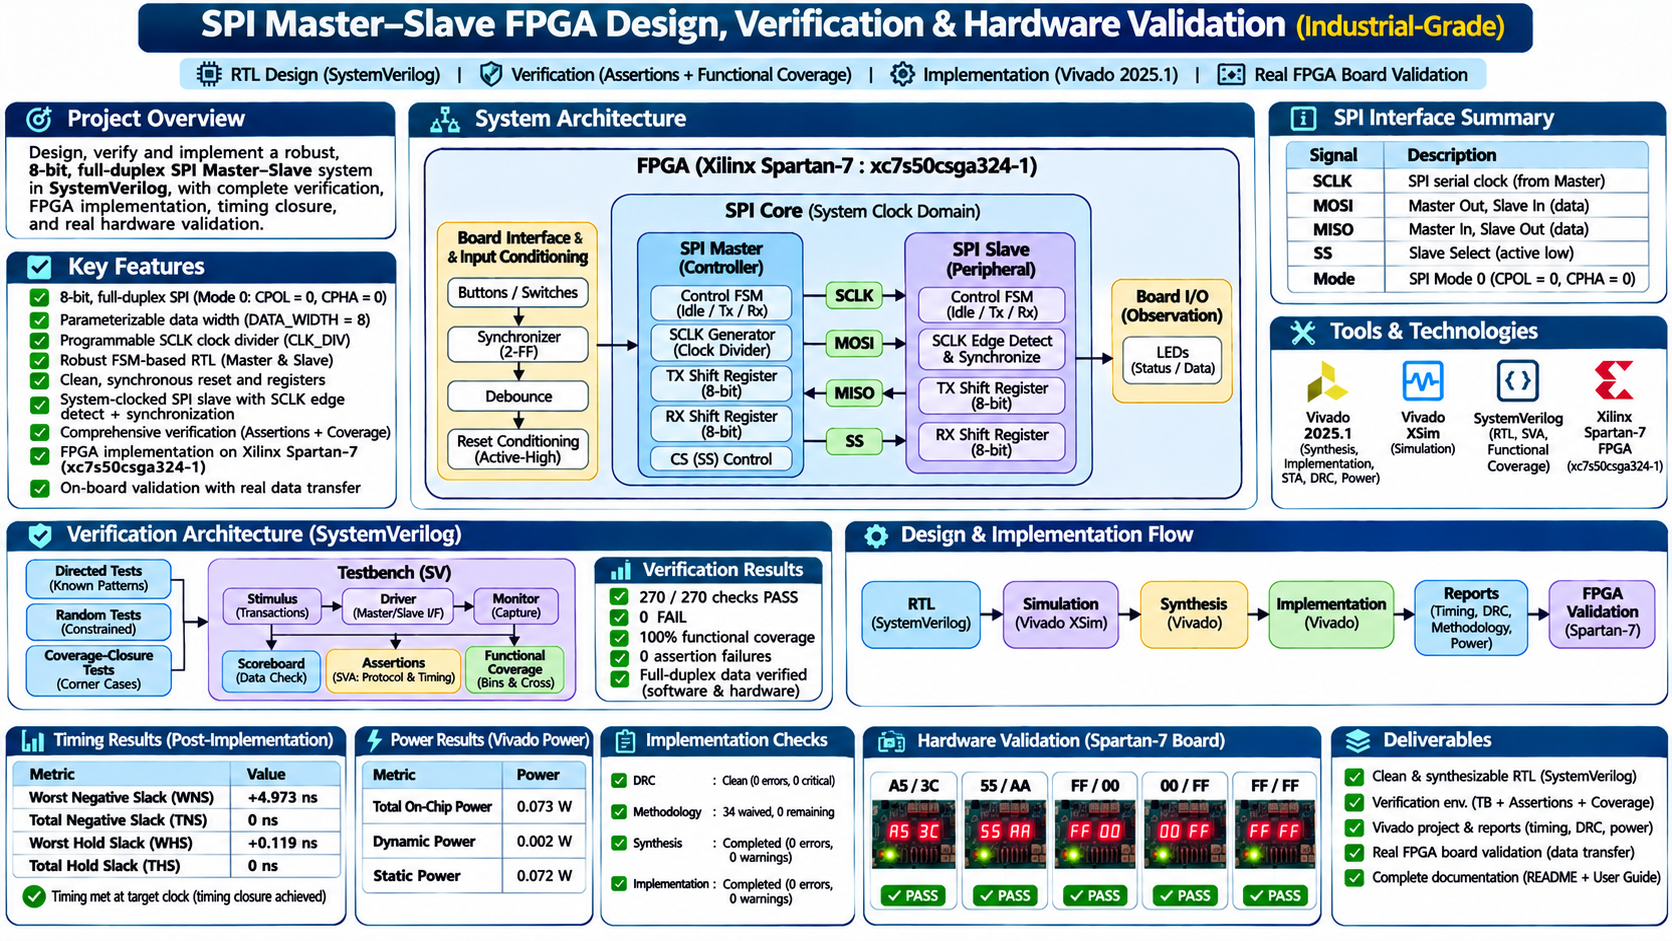 SPI Master–Slave FPGA Design, Verification & Hardware Validation (Industrial-Grade)
RTL Design (SystemVerilog) | Verification (Assertions + Functional Coverage) | Implementation (Vivado 2025.1) | Real FPGA Board Validation
Project Overview
Design, verify and implement a robust,
8-bit, full-duplex SPI Master–Slave system
in SystemVerilog, with complete verification,
FPGA implementation, timing closure,
and real hardware validation.
Key Features
8-bit, full-duplex SPI (Mode 0: CPOL = 0, CPHA = 0)
Parameterizable data width (DATA_WIDTH = 8)
Programmable SCLK clock divider (CLK_DIV)
Robust FSM-based RTL (Master & Slave)
Clean, synchronous reset and registers
System-clocked SPI slave with SCLK edge
detect + synchronization
Comprehensive verification (Assertions + Coverage)
FPGA implementation on Xilinx Spartan-7
(xc7s50csga324-1)
On-board validation with real data transfer
System Architecture
FPGA (Xilinx Spartan-7 : xc7s50csga324-1)
Board Interface &
& Input Conditioning
Buttons / Switches
Synchronizer
(2-FF)
Debounce
Reset Conditioning
(Active-High)
SPI Core (System Clock Domain)
SPI Master
(Controller)
Control FSM
(Idle / Tx / Rx)
SCLK Generator
(Clock Divider)
TX Shift Register
(8-bit)
RX Shift Register
(8-bit)
CS (SS) Control
SCLK
MOSI
MISO
SS
SPI Slave
(Peripheral)
Control FSM
(Idle / Tx / Rx)
SCLK Edge Detect
& Synchronize
TX Shift Register
(8-bit)
RX Shift Register
(8-bit)
Board I/O
(Observation)
LEDs
(Status / Data)
SPI Interface Summary
Signal Description
SCLK SPI serial clock (from Master)
MOSI Master Out, Slave In (data)
MISO Master In, Slave Out (data)
SS Slave Select (active low)
Mode SPI Mode 0 (CPOL = 0, CPHA = 0)
Tools & Technologies
Vivado
2025.1
(Synthesis,
Implementation,
STA, DRC, Power)
Vivado
XSim
(Simulation)
SystemVerilog
(RTL, SVA,
Functional
Coverage)
Xilinx
Spartan-7
FPGA
(xc7s50csga324-1)
Verification Architecture (SystemVerilog)
Directed Tests
(Known Patterns)
Random Tests
(Constrained)
Coverage-Closure
Tests
(Corner Cases)
Testbench (SV)
Stimulus
(Transactions)
Driver
(Master/Slave I/F)
Monitor
(Capture)
Scoreboard
(Data Check)
Assertions
(SVA: Protocol & Timing)
Functional
Coverage
(Bins & Cross)
Verification Results
270 / 270 checks PASS
0 FAIL
100% functional coverage
0 assertion failures
Full-duplex data verified
(software & hardware)
Design & Implementation Flow
RTL
(SystemVerilog)
Simulation
(Vivado XSim)
Synthesis
(Vivado)
Implementation
(Vivado)
Reports
(Timing, DRC,
Methodology,
Power)
FPGA
Validation
(Spartan-7)
Timing Results (Post-Implementation)
Metric Value
Worst Negative Slack (WNS) +4.973 ns
Total Negative Slack (TNS) 0 ns
Worst Hold Slack (WHS) +0.119 ns
Total Hold Slack (THS) 0 ns
Timing met at target clock (timing closure achieved)
Power Results (Vivado Power)
Metric Power
Total On-Chip Power 0.073 W
Dynamic Power 0.002 W
Static Power 0.072 W
Implementation Checks
DRC : Clean (0 errors, 0 critical)
Methodology : 34 waived, 0 remaining
Synthesis : Completed (0 errors,
0 warnings)
Implementation : Completed (0 errors,
0 warnings)
Hardware Validation (Spartan-7 Board)
A5 / 3C
A5 3C
PASS
55 / AA
55 AA
PASS
FF / 00
FF 00
PASS
00 / FF
00 FF
PASS
FF / FF
FF FF
PASS
Deliverables
Clean & synthesizable RTL (SystemVerilog)
Verification env. (TB + Assertions + Coverage)
Vivado project & reports (timing, DRC, power)
Real FPGA board validation (data transfer)
Complete documentation (README + User Guide)